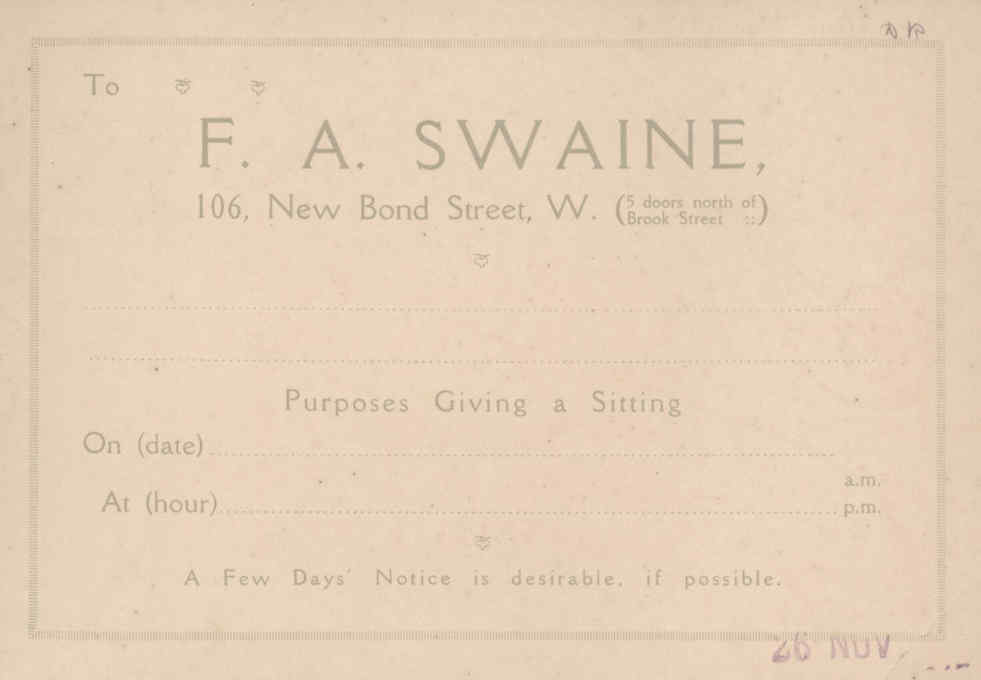 To
F. A. SWAINE,
106, New Bond Street, W. (5 doors north of
Brook Street ::)
Purposes Giving a Sitting
On (date)
a.m.
At (hour) p.m.
A Few Days' Notice is desirable, if possible.
26 NOV